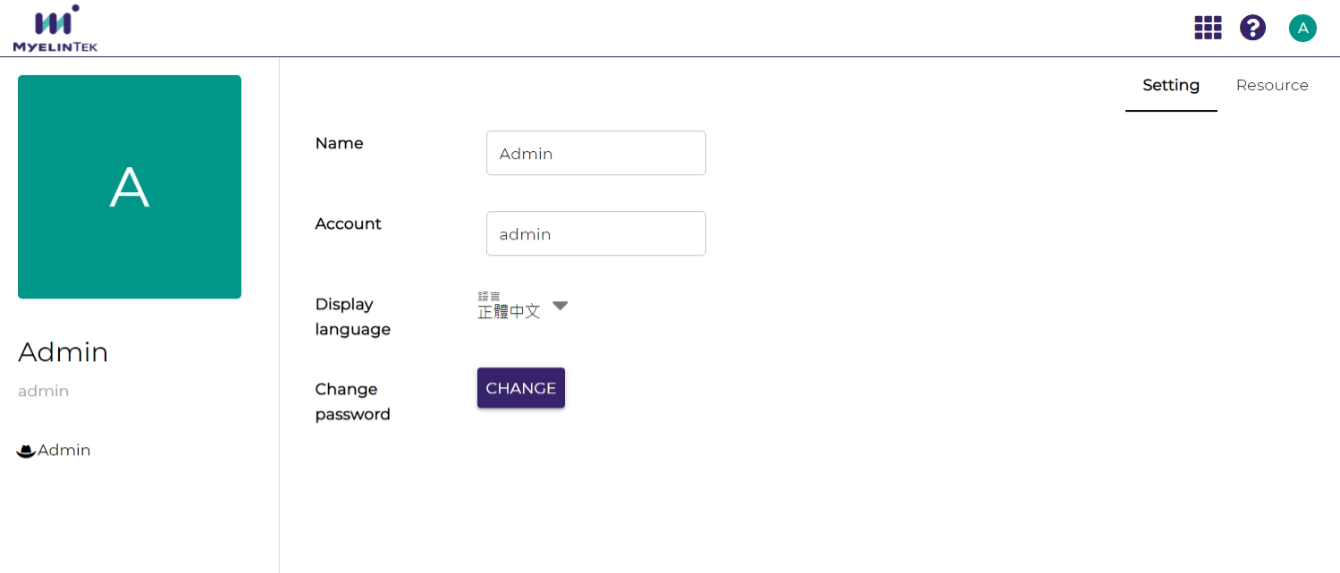 MYELINTEK
A
Setting
Resource
A
Name
Admin
Account
admin
Display
language
語言
正體中文
Change
password
CHANGE
Admin
admin
Admin